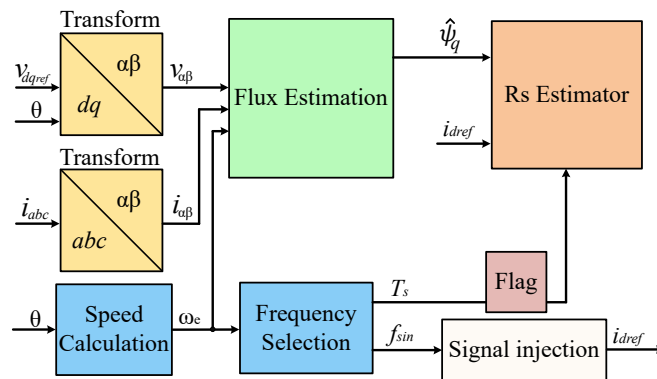 Transform
αβ
dq
v_dqref
θ
v_αβ
Flux Estimation
ψ̂_q
Rs Estimator
i_dref
Transform
αβ
abc
i_abc
i_αβ
θ
Speed
Calculation
ω_e
Frequency
Selection
T_s
Flag
f_sin
Signal injection
i_dref